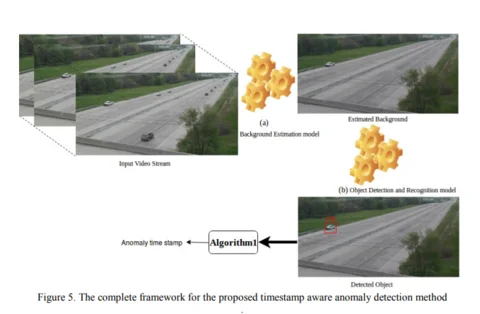 (a)
Background Estimation model
Estimated Background
Input Video Stream
(b) Object Detection and Recognition model
Anomaly time stamp
Algorithm1
Detected Object
Figure 5. The complete framework for the proposed timestamp aware anomaly detection method
.